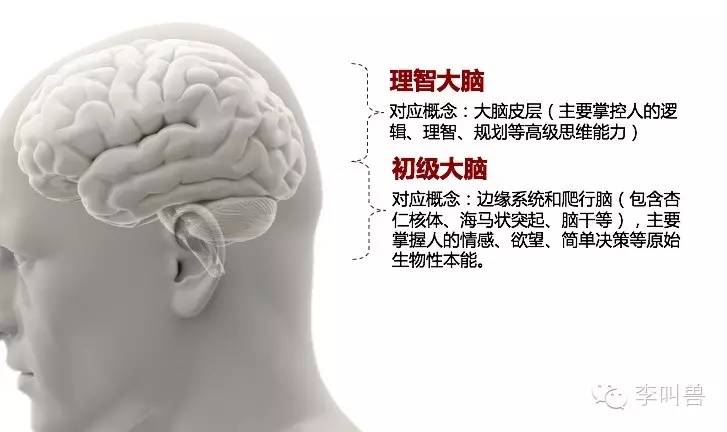 理智大脑
对应概念：大脑皮层（主要掌控人的逻
辑、理智、规划等高级思维能力）
初级大脑
对应概念：边缘系统和爬行脑（包含杏
仁核体、海马状突起、脑干等），主要
掌握人的情感、欲望、简单决策等原始
生物性本能。
李叫兽